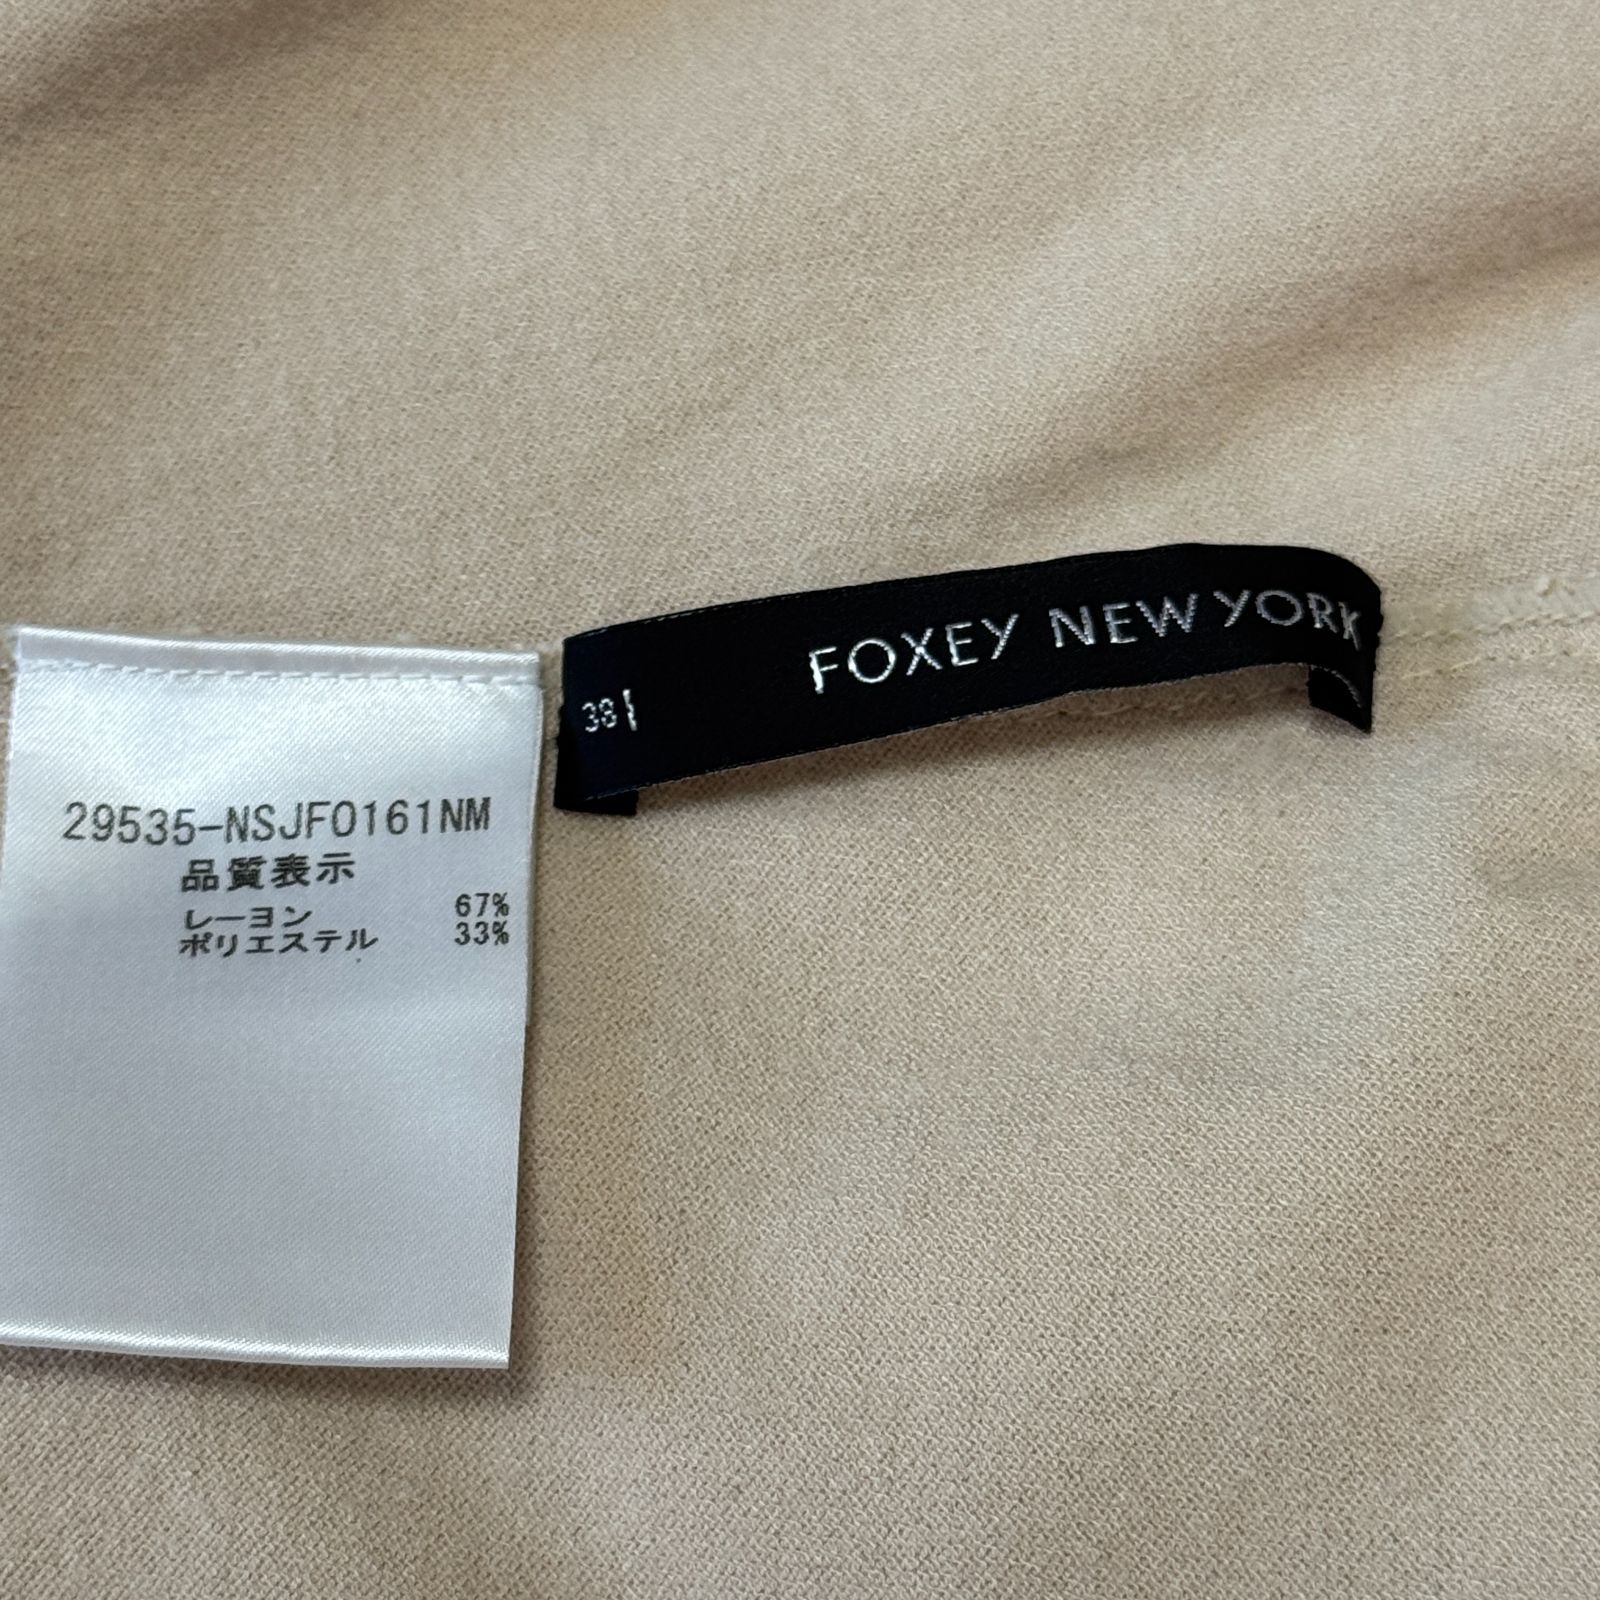 FOXEY NEW YORK
38
29535-NSJF0161NM
品質表示
レーヨン 67%
ポリエステル 33%